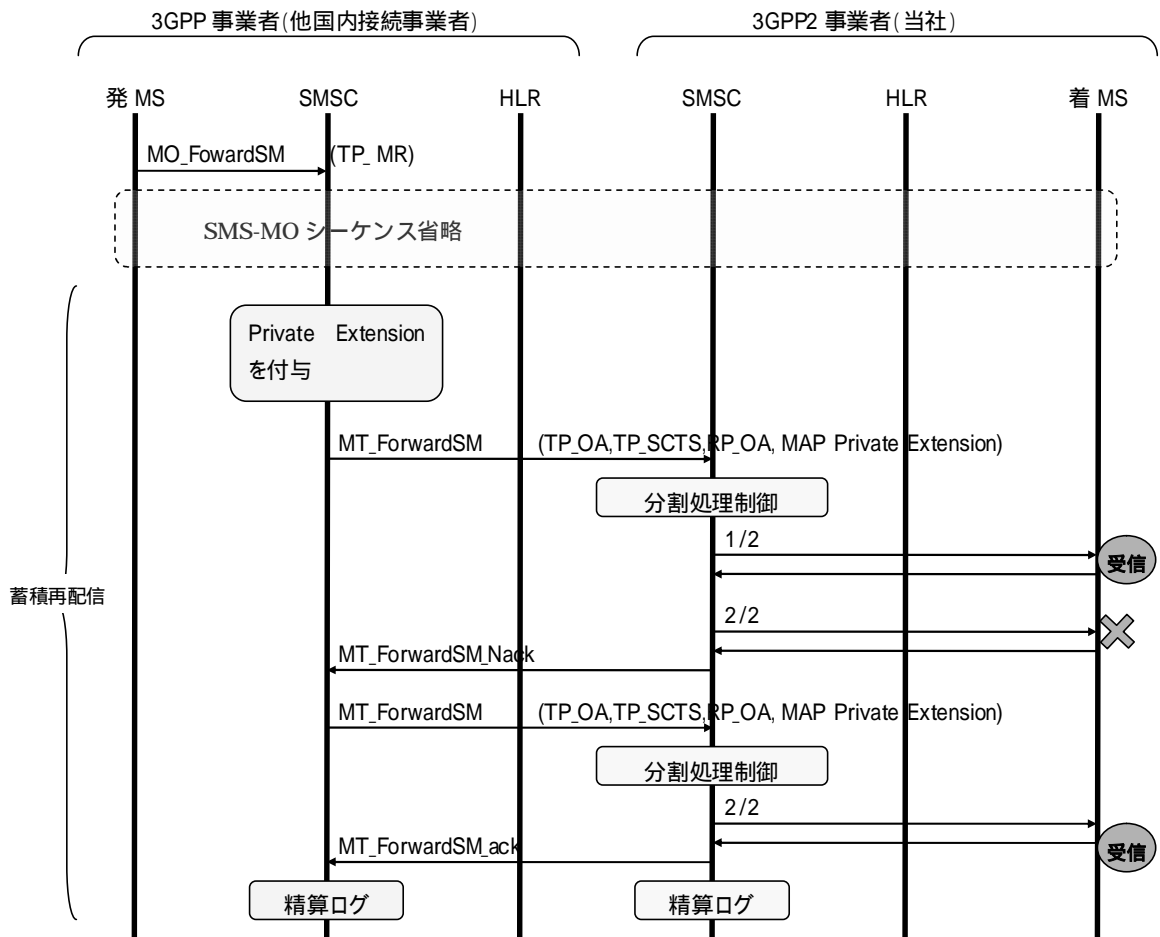 3GPP 事業者(他国内接続事業者)
3GPP2 事業者(当社)
発 MS
SMSC
HLR
SMSC
HLR
着 MS
MO_FowardSM (TP_ MR)
SMS-MO シーケンス省略
Private Extension
を付与
MT_ForwardSM (TP_OA,TP_SCTS,RP_OA, MAP Private Extension)
分割処理制御
1/2
受信
蓄積再配信
2/2
MT_ForwardSM_Nack
MT_ForwardSM (TP_OA,TP_SCTS,RP_OA, MAP Private Extension)
分割処理制御
2/2
MT_ForwardSM_ack
受信
精算ログ
精算ログ